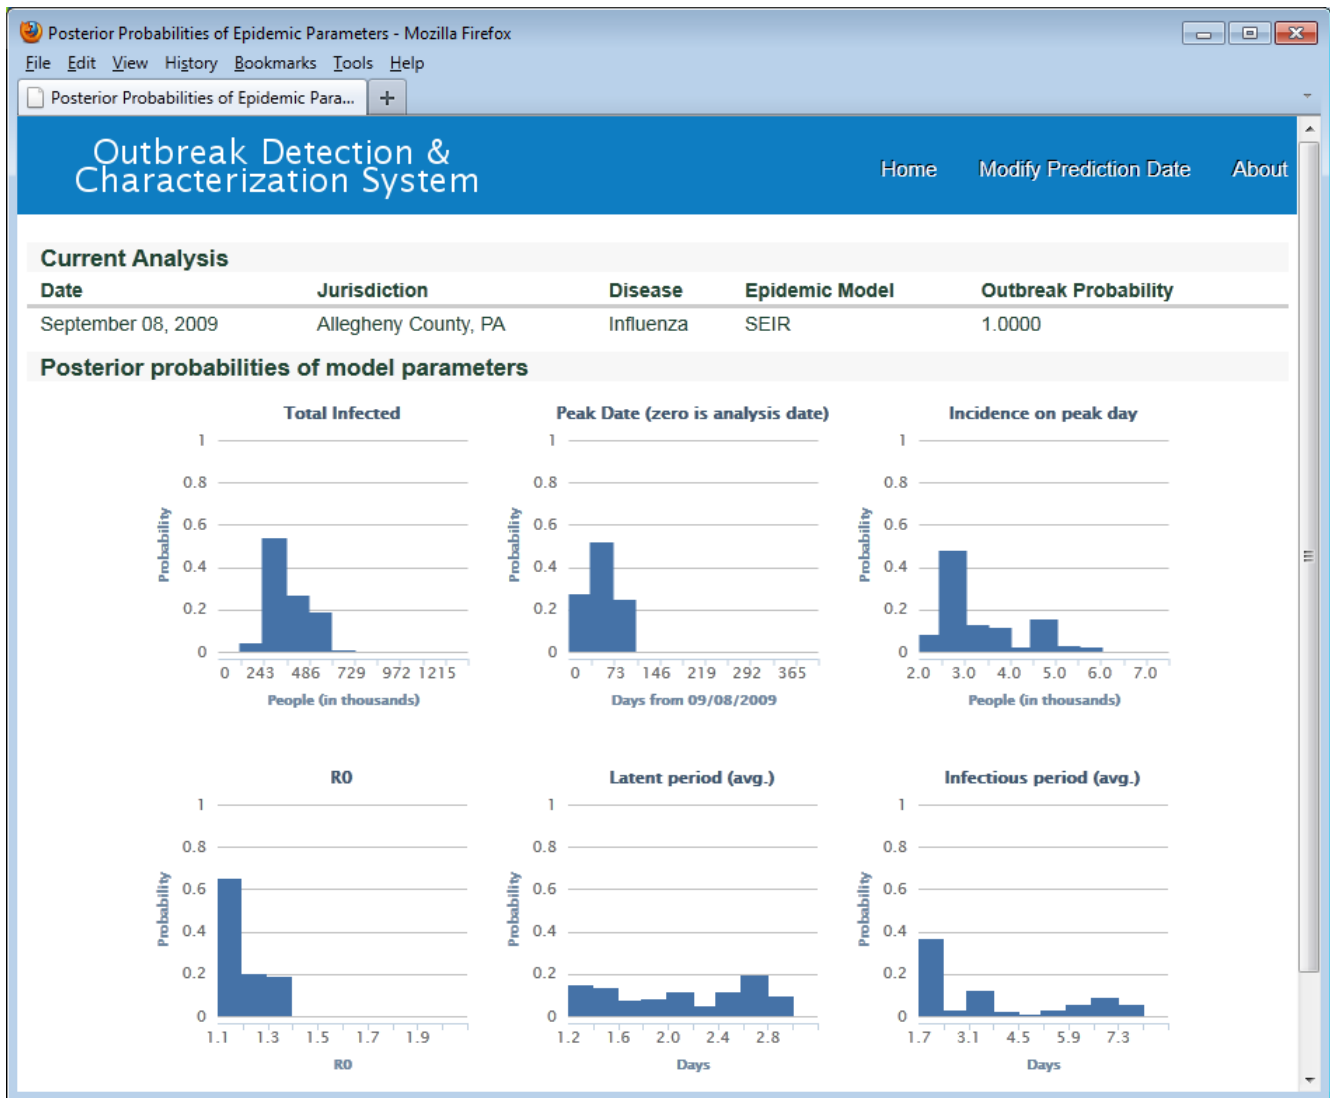 Posterior Probabilities of Epidemic Parameters - Mozilla Firefox
File Edit View History Bookmarks Tools Help
Posterior Probabilities of Epidemic Para... +
Outbreak Detection &
Characterization System
Home Modify Prediction Date About
Current Analysis
Date Jurisdiction Disease Epidemic Model Outbreak Probability
September 08, 2009 Allegheny County, PA Influenza SEIR 1.0000
Posterior probabilities of model parameters
Total Infected
1
0.8
0.6
0.4
0.2
0
Probability
0 243 486 729 972 1215
People (in thousands)
Peak Date (zero is analysis date)
1
0.8
0.6
0.4
0.2
0
Probability
0 73 146 219 292 365
Days from 09/08/2009
Incidence on peak day
1
0.8
0.6
0.4
0.2
0
Probability
2.0 3.0 4.0 5.0 6.0 7.0
People (in thousands)
R0
1
0.8
0.6
0.4
0.2
0
Probability
1.1 1.3 1.5 1.7 1.9
R0
Latent period (avg.)
1
0.8
0.6
0.4
0.2
0
Probability
1.2 1.6 2.0 2.4 2.8
Days
Infectious period (avg.)
1
0.8
0.6
0.4
0.2
0
Probability
1.7 3.1 4.5 5.9 7.3
Days